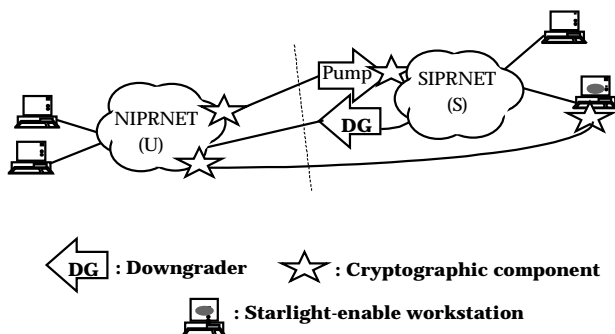 Pump
SIPRNET
(S)
NIPRNET
(U)
DG
DG : Downgrader
: Cryptographic component
: Starlight-enable workstation